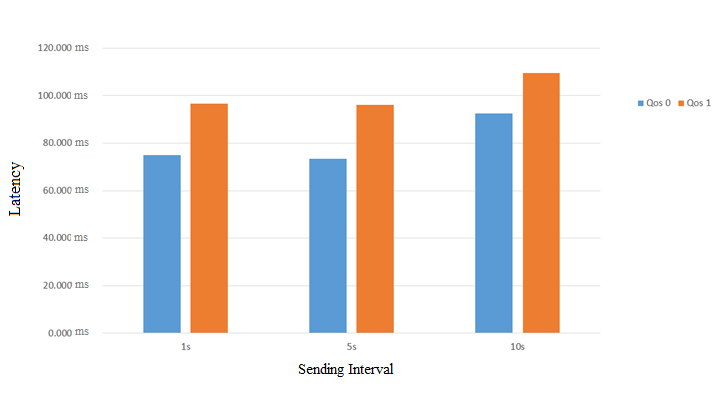 120.000 ms
100.000 ms
80.000 ms
60.000 ms
40.000 ms
20.000 ms
0.000 ms
Latency
1s
5s
10s
Sending Interval
Qos 0
Qos 1